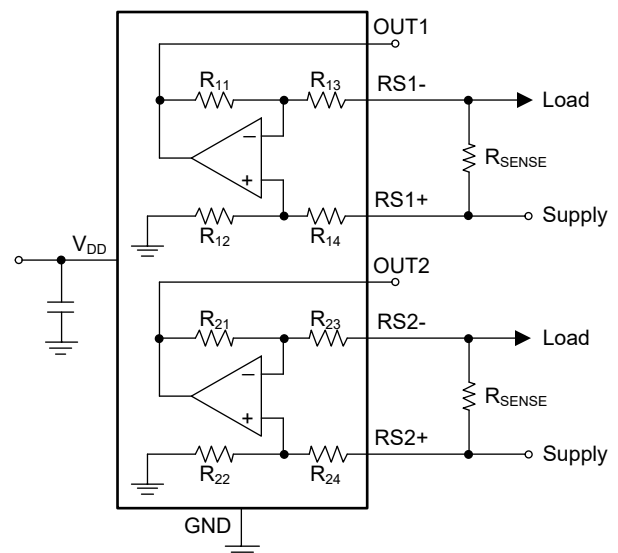 OUT1
R11 R13 RS1-
Load
−
RSENSE
+
RS1+
Supply
R12 R14
VDD
OUT2
R21 R23 RS2-
Load
−
RSENSE
+
RS2+
Supply
R22 R24
GND